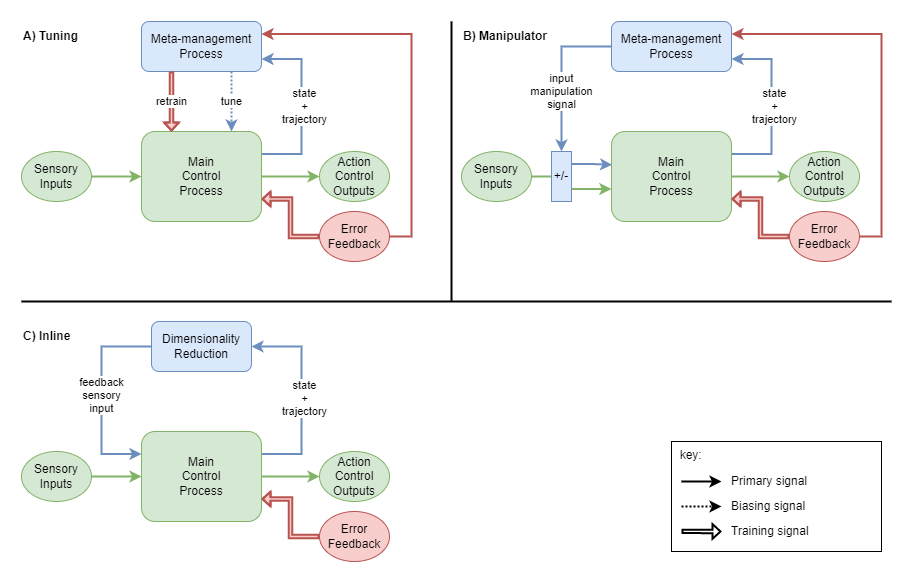 A) Tuning
Meta-management
Process
retrain
tune
state
+
trajectory
Sensory
Inputs
Main
Control
Process
Action
Control
Outputs
Error
Feedback
B) Manipulator
Meta-management
Process
input
manipulation
signal
state
+
trajectory
Sensory
Inputs
+/-
Main
Control
Process
Action
Control
Outputs
Error
Feedback
C) Inline
Dimensionality
Reduction
feedback
sensory
input
state
+
trajectory
Sensory
Inputs
Main
Control
Process
Action
Control
Outputs
Error
Feedback
key:
Primary signal
Biasing signal
Training signal